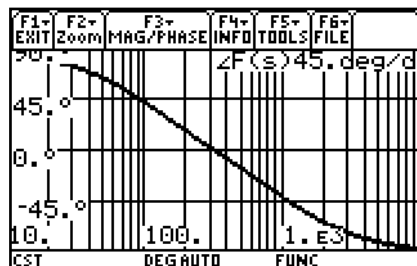 F1▾ F2▾ F3▾ F4▾ F5▾ F6▾
EXIT Zoom MAG/PHASE INFO TOOLS FILE
90.° ∠F(s)45.deg/d
45.°
0.°
-45.°
10. 100. 1.E3
CST DEG AUTO FUNC